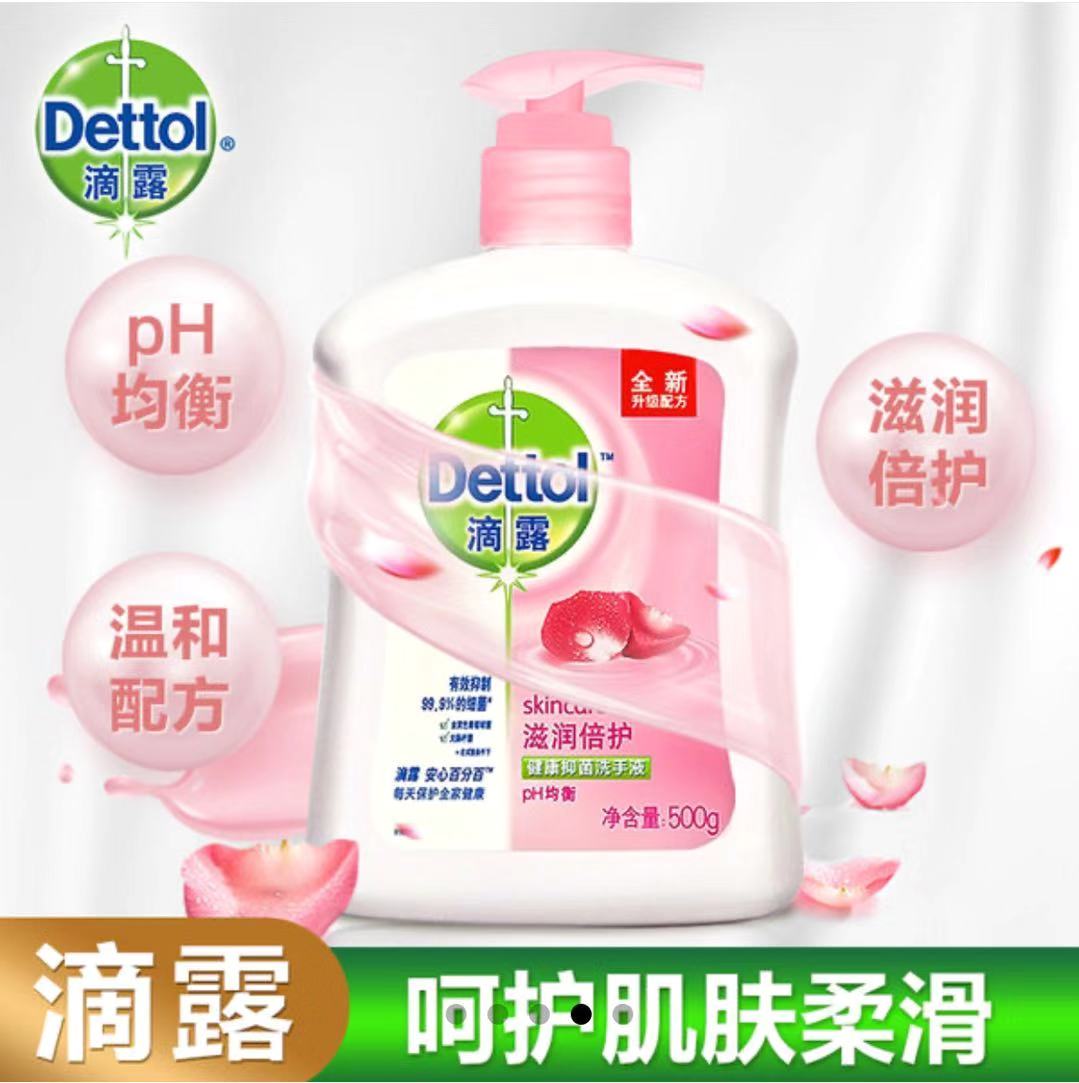 Dettol®
滴露
pH
均衡
滋润
倍护
温和
配方
全新
升级配方
Dettol™
滴露
有效抑制
99.9%的细菌*
skincare
滋润倍护
健康抑菌洗手液
pH均衡
滴露 安心百分百™
每天保护全家健康
净含量:500g
滴露
呵护肌肤柔滑